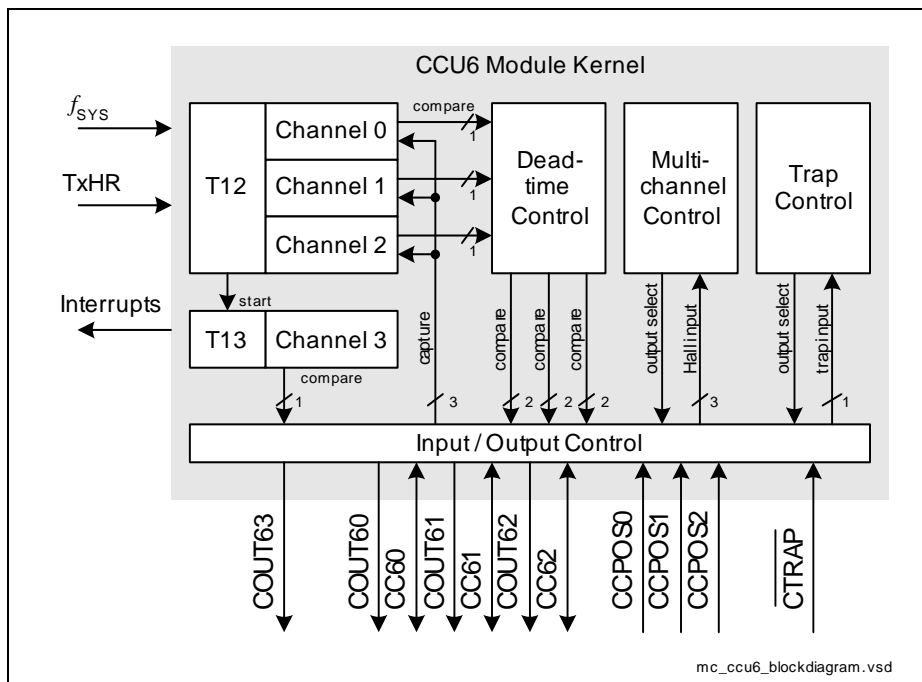 CCU6 Module Kernel
fSYS
TxHR
Interrupts
T12
Channel 0
Channel 1
Channel 2
compare
1
1
1
Dead-
time
Control
Multi-
channel
Control
Trap
Control
start
T13
Channel 3
compare
1
capture
3
compare
2
compare
2
compare
2
output select
Hall input
3
output select
trap input
1
Input / Output Control
COUT63
COUT60
CC60
COUT61
CC61
COUT62
CC62
CCPOS0
CCPOS1
CCPOS2
CTRAP
mc_ccu6_blockdiagram.vsd